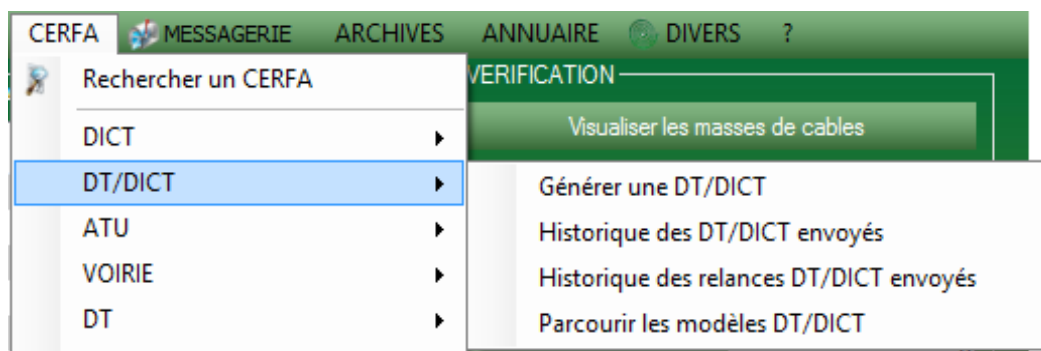 CERFA MESSAGERIE ARCHIVES ANNUAIRE DIVERS ?
Rechercher un CERFA
VERIFICATION
Visualiser les masses de cables
DICT
DT/DICT
Générer une DT/DICT
Historique des DT/DICT envoyés
Historique des relances DT/DICT envoyés
Parcourir les modèles DT/DICT
ATU
VOIRIE
DT